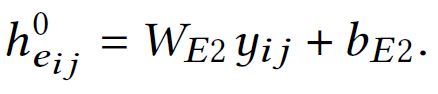 $h^0_{e_{ij}} = W_{E2} y_{ij} + b_{E2}.$